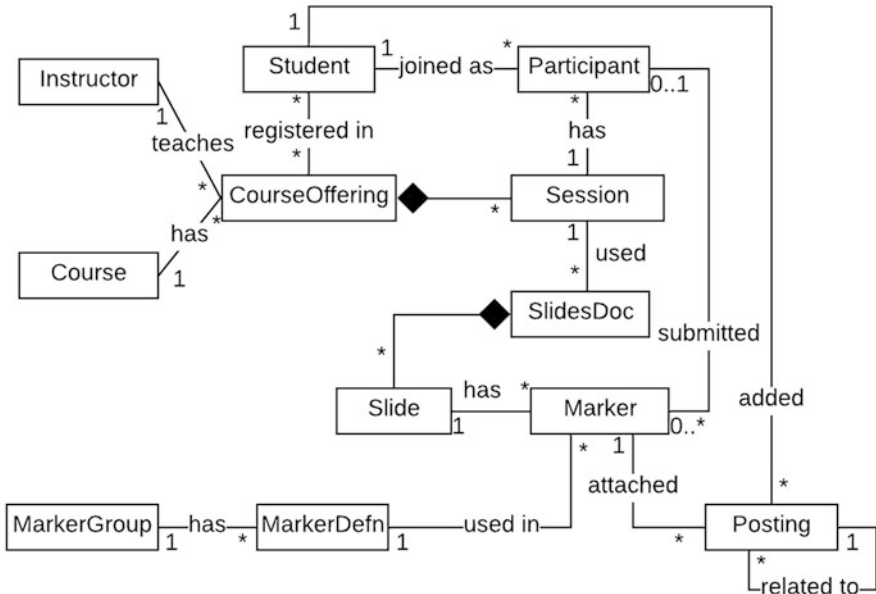 1
Student
1
joined as
*
Participant
0..1
Instructor
1
teaches
*
*
registered in
*
*
has
1
CourseOffering
*
Session
*
has
1
Course
1
used
*
SlidesDoc
submitted
*
Slide
1
has
*
Marker
0..*
added
*
1
attached
*
*
MarkerGroup
1
has
*
MarkerDefn
1
used in
Posting
1
*
related to